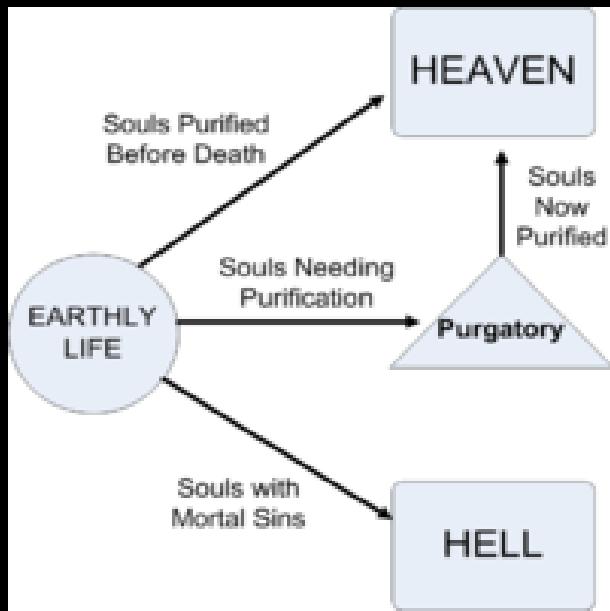 HEAVEN
Souls Purified
Before Death
Souls
Now
Purified
Souls Needing
Purification
EARTHLY
LIFE
Purgatory
Souls with
Mortal Sins
HELL